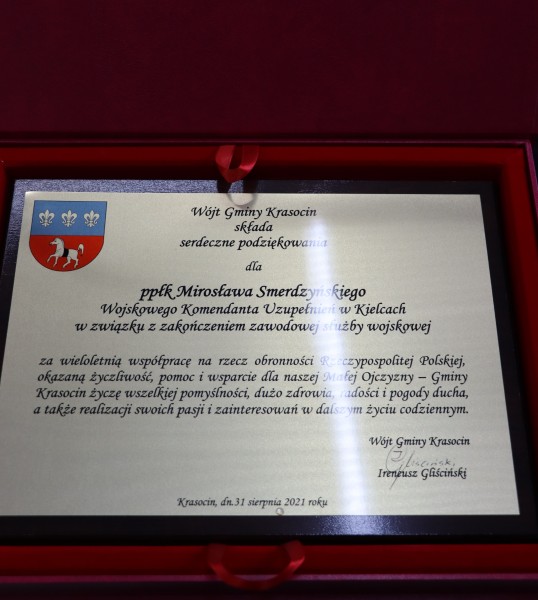 Wójt Gminy Krasocin
składa
serdeczne podziękowania
dla
ppłk Mirosława Smerdzyńskiego
Wojskowego Komendanta Uzupełnień w Kielcach
w związku z zakończeniem zawodowej służby wojskowej
za wieloletnią współpracę na rzecz obronności Rzeczypospolitej Polskiej,
okazaną życzliwość, pomoc i wsparcie dla naszej Małej Ojczyzny – Gminy
Krasocin życzę wszelkiej pomyślności, dużo zdrowia, radości i pogody ducha,
a także realizacji swoich pasji i zainteresowań w dalszym życiu codziennym.
Wójt Gminy Krasocin
Gliściński
Ireneusz Gliściński
Krasocin, dn.31 sierpnia 2021 roku